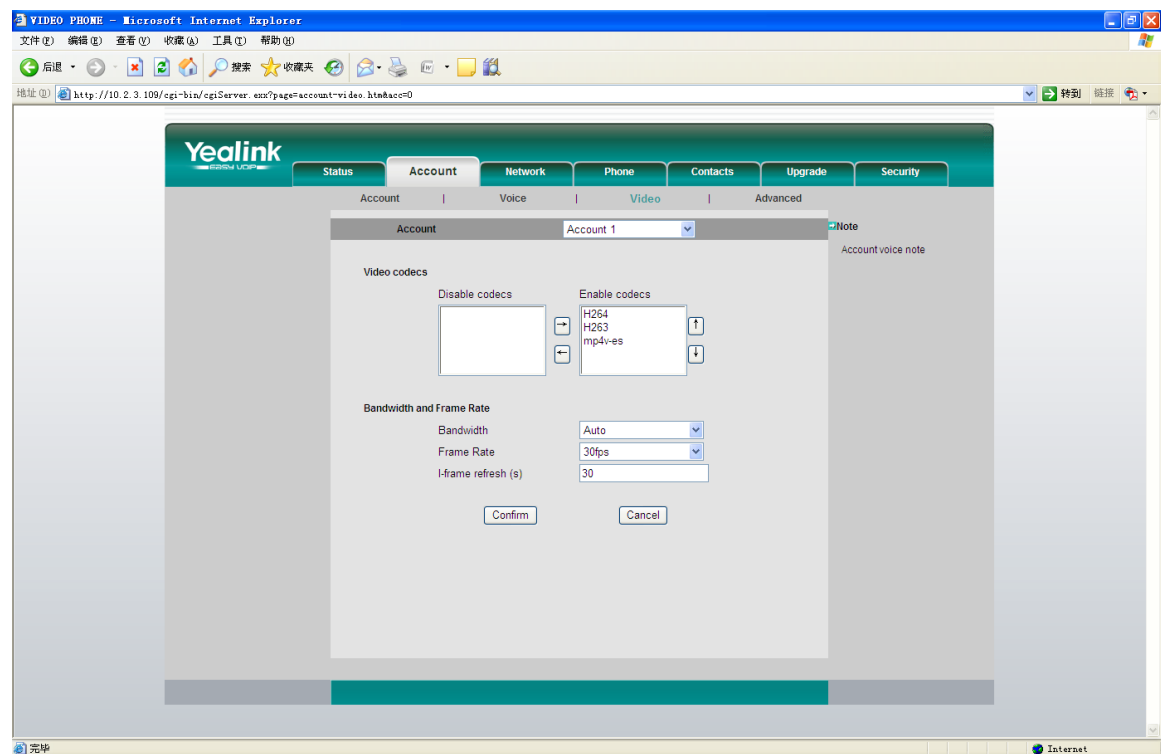 VIDEO PHONE - Microsoft Internet Explorer
文件(F) 编辑(E) 查看(V) 收藏(A) 工具(T) 帮助(H)
后退 搜索 收藏夹
地址(D) http://10.2.3.109/cgi-bin/cgiServer.exx?page=account-video.htm&acc=0 转到 链接
Yealink
EASY VOIP
Status Account Network Phone Contacts Upgrade Security
Account | Voice | Video | Advanced
Account Account 1
Note
Account voice note
Video codecs
Disable codecs Enable codecs
H264
H263
mp4v-es
Bandwidth and Frame Rate
Bandwidth Auto
Frame Rate 30fps
I-frame refresh (s) 30
Confirm Cancel
完毕 Internet